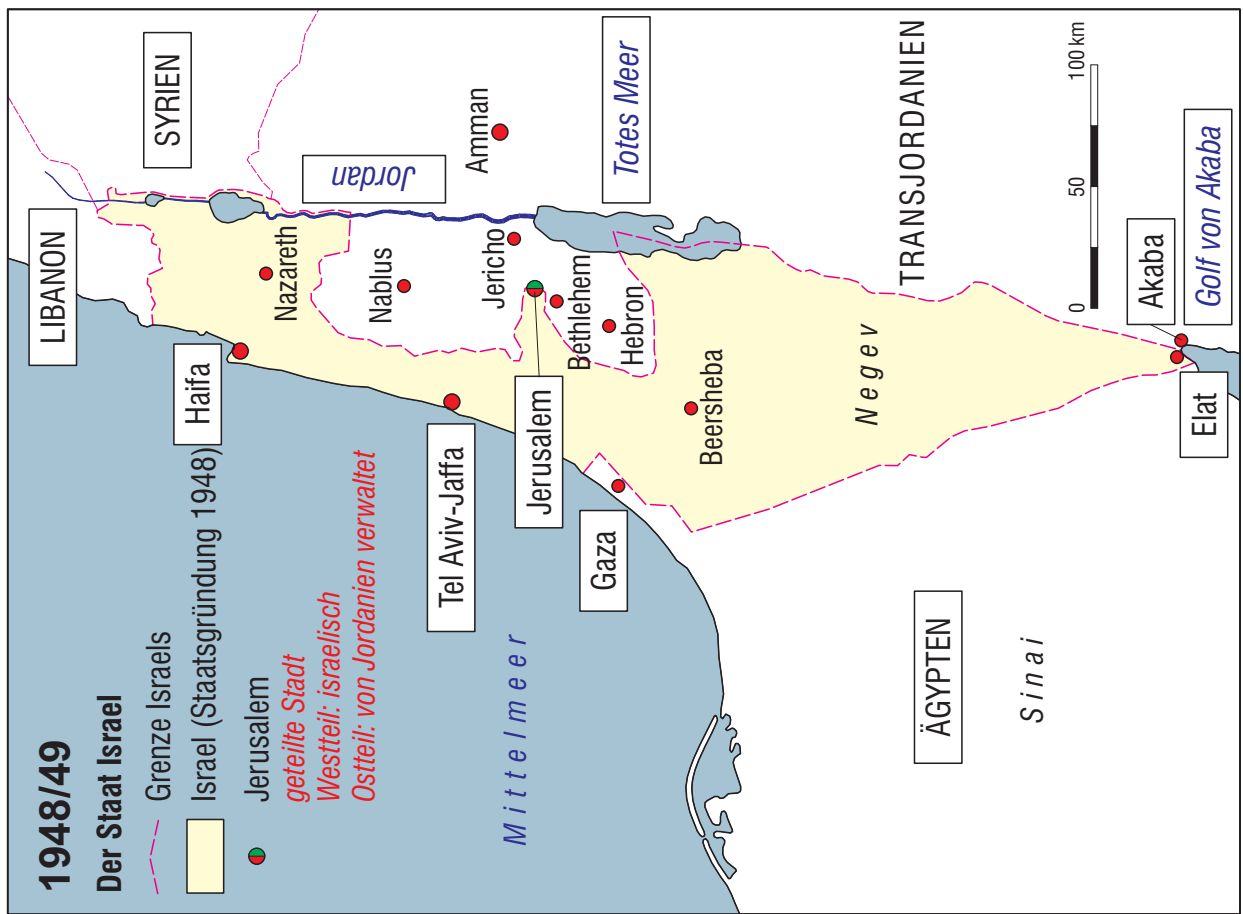 1948/49
Der Staat Israel
Grenze Israels
Israel (Staatsgründung 1948)
Jerusalem
geteilte Stadt
Westteil: israelisch
Ostteil: von Jordanien verwaltet
LIBANON
SYRIEN
Haifa
Nazareth
Jordan
Nablus
Amman
Tel Aviv-Jaffa
Jericho
Jerusalem
Bethlehem
Hebron
Totes Meer
Mittelmeer
Gaza
Beersheba
Negev
TRANSJORDANIEN
ÄGYPTEN
Sinai
0 50 100 km
Elat
Akaba
Golf von Akaba